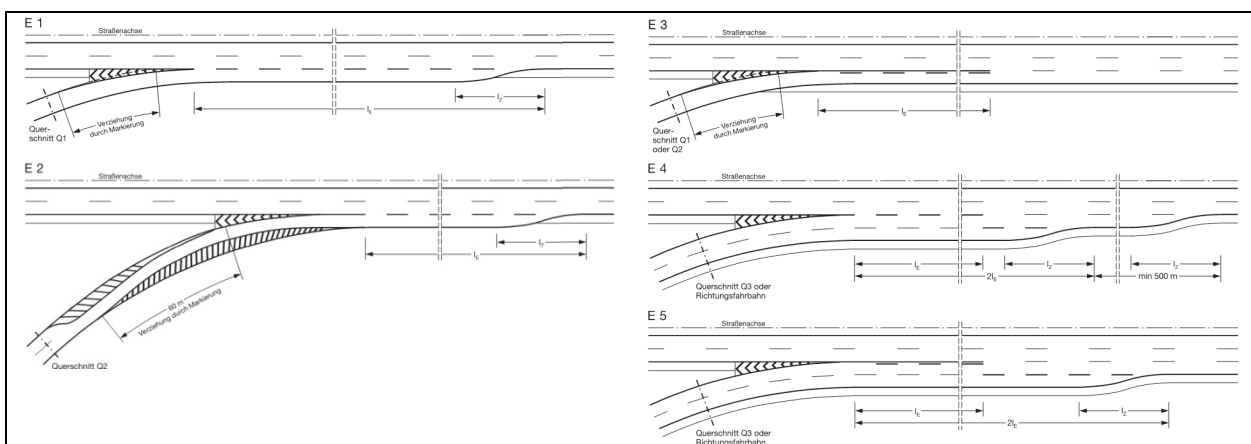 E 1
Straßenachse
l_Z
l_E
Verziehung
durch Markierung
Quer-
schnitt Q1
E 2
Straßenachse
l_Z
l_E
60 m
Verziehung durch Markierung
Querschnitt Q2
E 3
Straßenachse
l_E
Verziehung
durch Markierung
Quer-
schnitt Q1
oder Q2
E 4
Straßenachse
l_E
l_Z
l_Z
2l_E
min 500 m
Querschnitt Q3 oder
Richtungsfahrbahn
E 5
Straßenachse
l_E
l_Z
2l_E
Querschnitt Q3 oder
Richtungsfahrbahn